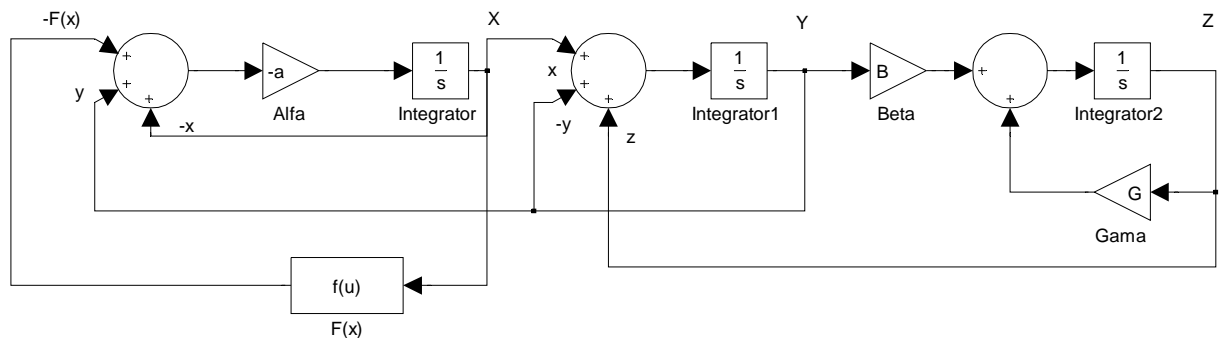 -F(x)
X
Y
Z
+
+
+
y
-x
-a
Alfa
1
s
Integrator
+
+
+
x
-y
z
1
s
Integrator1
B
Beta
+
+
1
s
Integrator2
G
Gama
f(u)
F(x)